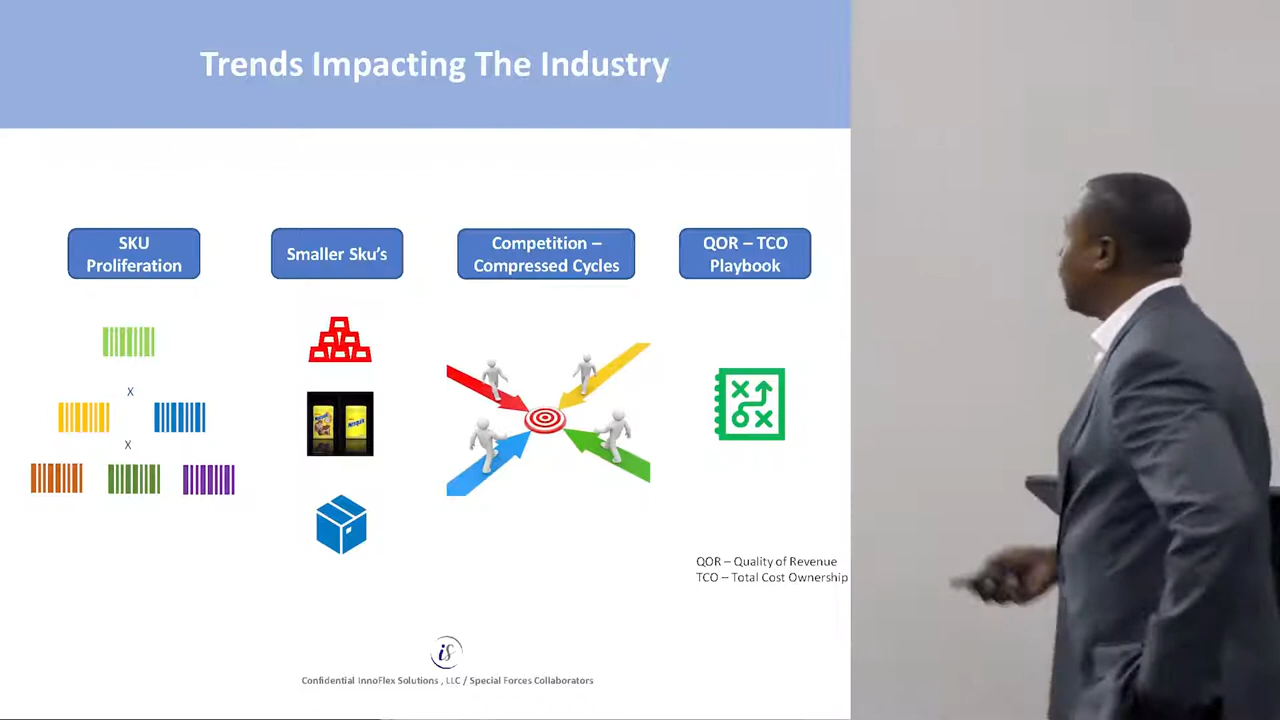 Trends Impacting The Industry
SKU
Proliferation
Smaller Sku's
Competition –
Compressed Cycles
QOR – TCO
Playbook
X
X
QOR – Quality of Revenue
TCO – Total Cost Ownership
iS
Confidential InnoFlex Solutions , LLC / Special Forces Collaborators